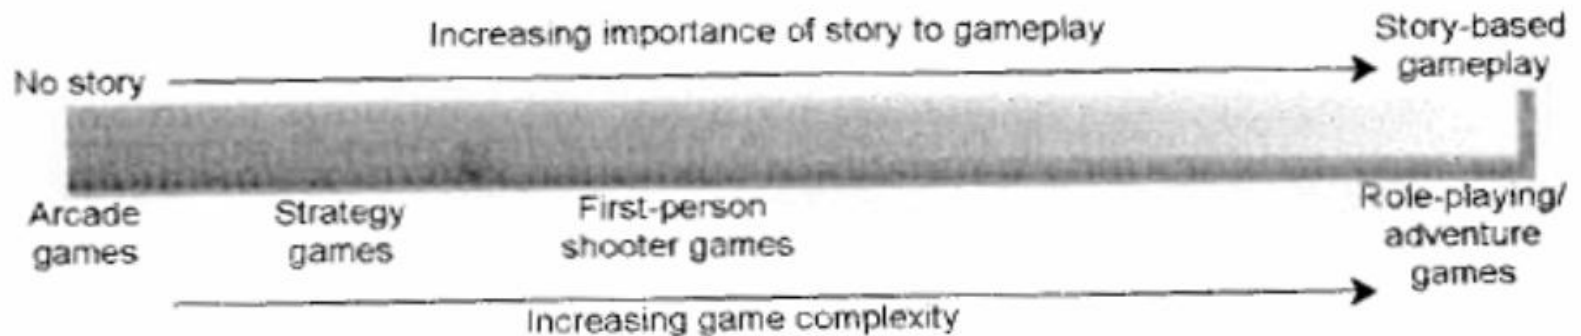 Increasing importance of story to gameplay
Story-based
gameplay
No story
Arcade
games
Strategy
games
First-person
shooter games
Role-playing/
adventure
games
Increasing game complexity